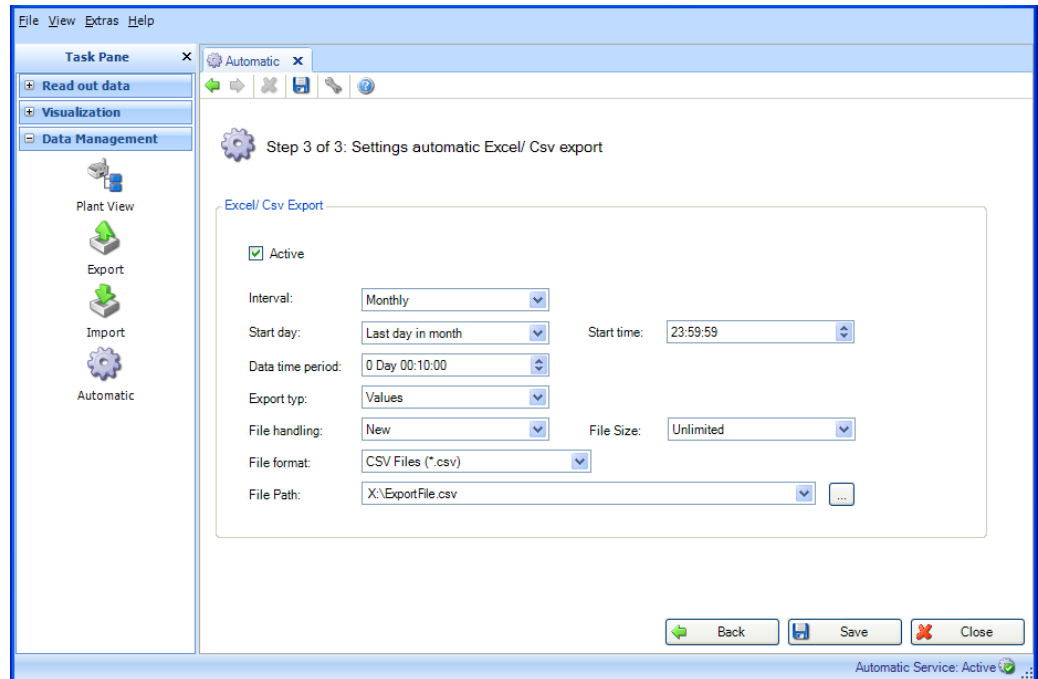 File View Extras Help
Task Pane
Automatic
Read out data
Visualization
Data Management
Plant View
Export
Import
Automatic
Step 3 of 3: Settings automatic Excel/ Csv export
Excel/ Csv Export
Active
Interval: Monthly
Start day: Last day in month Start time: 23:59:59
Data time period: 0 Day 00:10:00
Export typ: Values
File handling: New File Size: Unlimited
File format: CSV Files (*.csv)
File Path: X:\ExportFile.csv ...
Back Save Close
Automatic Service: Active